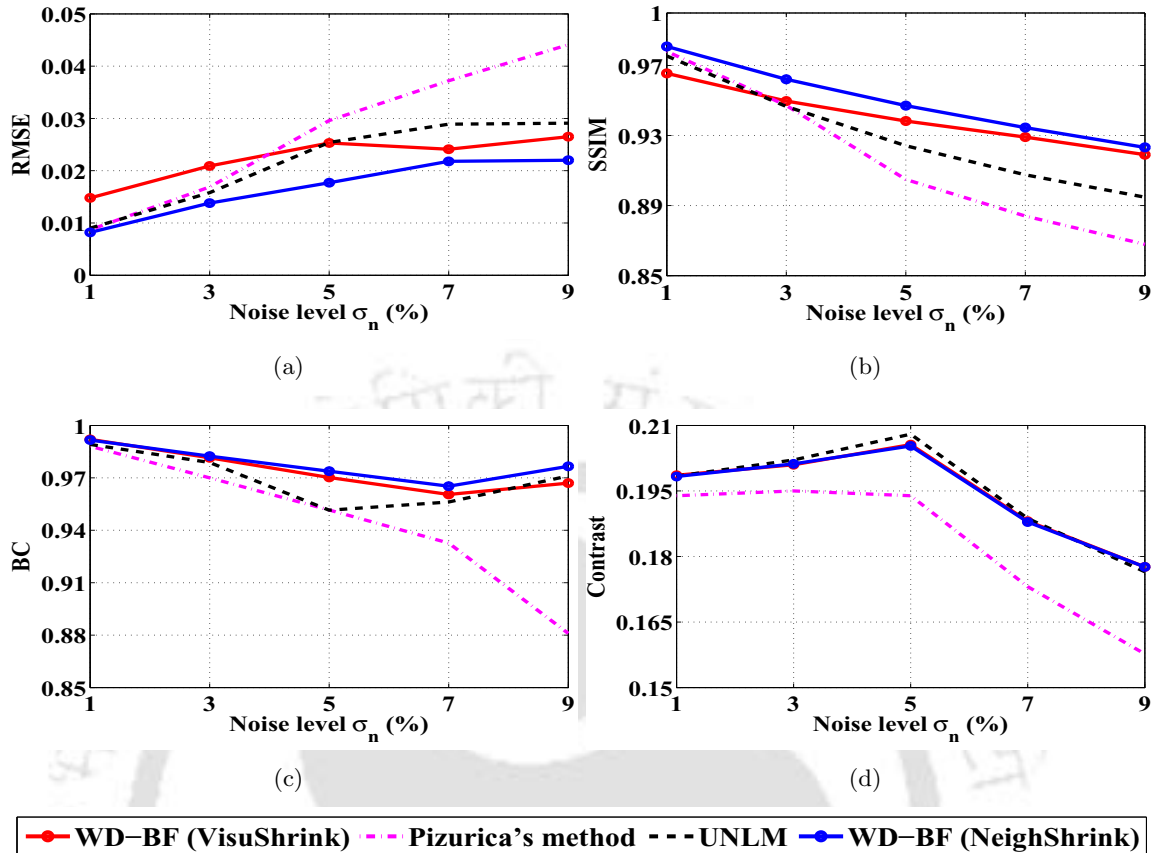 0.05
0.04
0.03
0.02
0.01
0
RMSE
1 3 5 7 9
Noise level σn (%)
(a)
1
0.97
0.93
0.89
0.85
SSIM
1 3 5 7 9
Noise level σn (%)
(b)
1
0.97
0.94
0.91
0.88
0.85
BC
1 3 5 7 9
Noise level σn (%)
(c)
0.21
0.195
0.18
0.165
0.15
Contrast
1 3 5 7 9
Noise level σn (%)
(d)
WD−BF (VisuShrink) Pizurica's method UNLM WD−BF (NeighShrink)